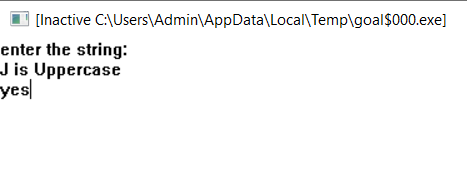 [Inactive C:\Users\Admin\AppData\Local\Temp\goal$000.exe]
enter the string:
J is Uppercase
yes